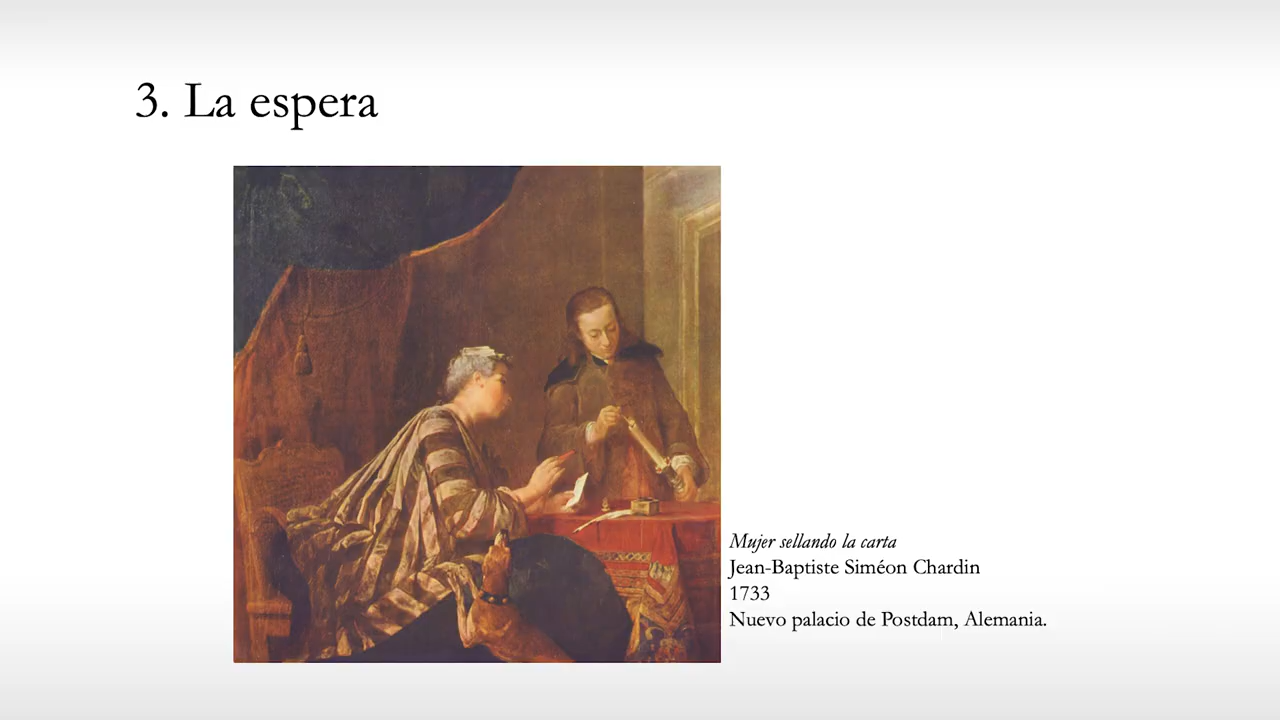 3. La espera
Mujer sellando la carta
Jean-Baptiste Siméon Chardin
1733
Nuevo palacio de Postdam, Alemania.